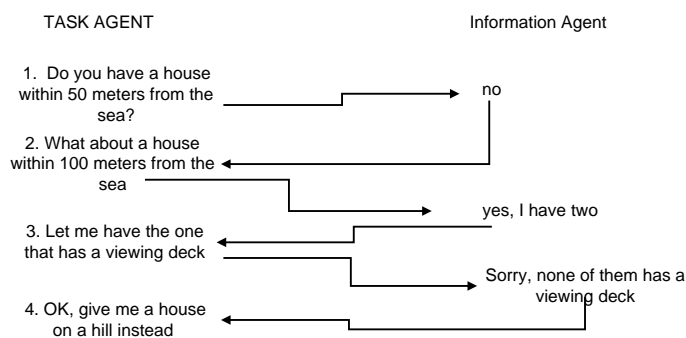 TASK AGENT
Information Agent
1. Do you have a house
within 50 meters from the
sea?
no
2. What about a house
within 100 meters from the
sea
yes, I have two
3. Let me have the one
that has a viewing deck
Sorry, none of them has a
viewing deck
4. OK, give me a house
on a hill instead